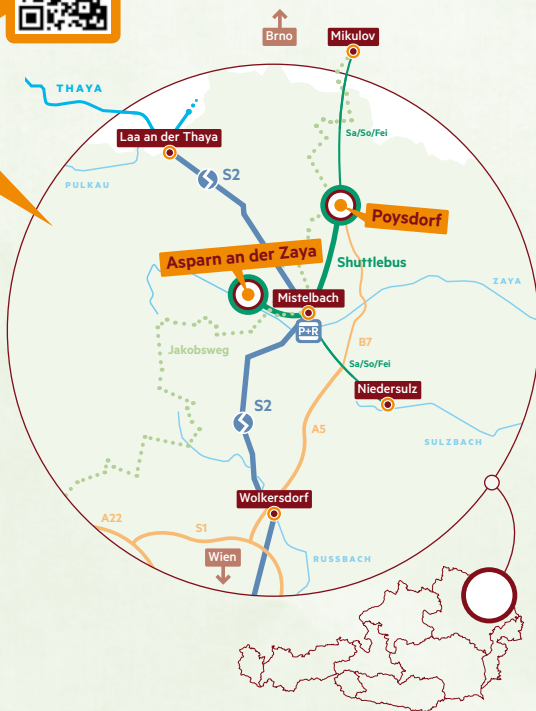 Brno
Mikulov
THAYA
Sa/So/Fei
Laa an der Thaya
S2
PULKAU
Poysdorf
Asparn an der Zaya
Shuttlebus
ZAYA
Mistelbach
P+R
B7
Jakobsweg
Sa/So/Fei
Niedersulz
S2
A5
SULZBACH
Wolkersdorf
A22
S1
Wien
RUSSBACH